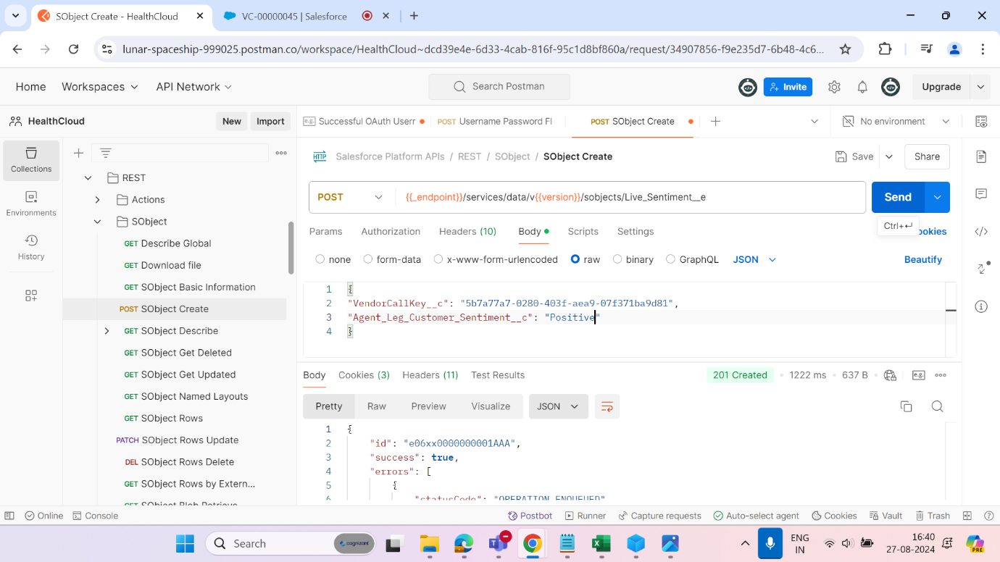 SObject Create - HealthCloud
VC-00000045 | Salesforce
lunar-spaceship-999025.postman.co/workspace/HealthCloud~dcd39e4e-6d33-4cab-816f-95c1d8bf860a/request/34907856-f9e235d7-6b48-4c6...
Home
Workspaces
API Network
Search Postman
Invite
Upgrade
HealthCloud
New
Import
e.g. Successful OAuth Userr
POST Username Password Fl
POST SObject Create
No environment
Collections
Environments
History
REST
Actions
SObject
GET Describe Global
GET Download file
GET SObject Basic Information
POST SObject Create
GET SObject Describe
GET SObject Get Deleted
GET SObject Get Updated
GET SObject Named Layouts
GET SObject Rows
PATCH SObject Rows Update
DEL SObject Rows Delete
GET SObject Rows by Extern...
GET SObject Blob Retrieve
HTTP Salesforce Platform APIs / REST / SObject / SObject Create
Save
Share
POST
{{_endpoint}}/services/data/v{{version}}/sobjects/Live_Sentiment__e
Send
Ctrl+↵
Params
Authorization
Headers (10)
Body
Scripts
Settings
ookies
none
form-data
x-www-form-urlencoded
raw
binary
GraphQL
JSON
Beautify
1 {
2 "VendorCallKey__c": "5b7a77a7-0280-403f-aea9-07f371ba9d81",
3 "Agent_Leg_Customer_Sentiment__c": "Positive"
4 }
Body
Cookies (3)
Headers (11)
Test Results
201 Created
1222 ms
637 B
e.g.
Pretty
Raw
Preview
Visualize
JSON
1 {
2 "id": "e06xx0000000001AAA",
3 "success": true,
4 "errors": [
5 {
6 "statusCode": "OPERATION_ENQUEUED"
Online
Console
Postbot
Runner
Capture requests
Auto-select agent
Cookies
Vault
Trash
Search
cognizant
ENG
IN
16:40
27-08-2024
PRE